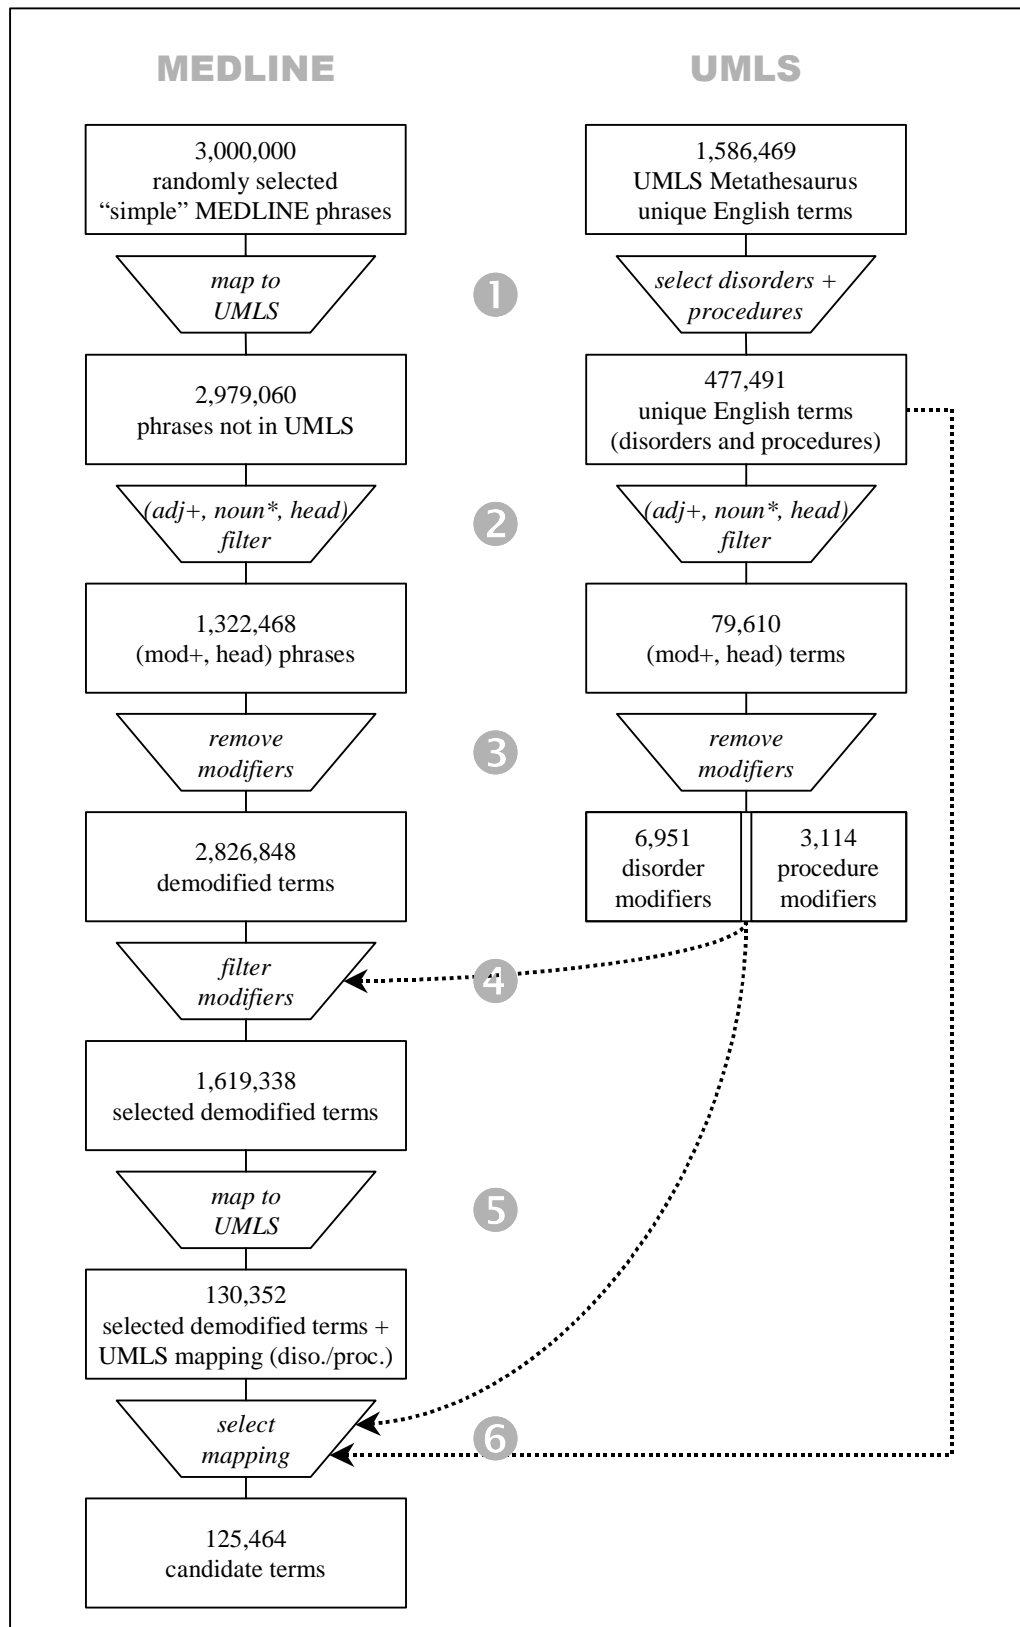 MEDLINE
UMLS
3,000,000
randomly selected
“simple” MEDLINE phrases
1,586,469
UMLS Metathesaurus
unique English terms
map to
UMLS
1
select disorders +
procedures
2,979,060
phrases not in UMLS
477,491
unique English terms
(disorders and procedures)
(adj+, noun*, head)
filter
2
(adj+, noun*, head)
filter
1,322,468
(mod+, head) phrases
79,610
(mod+, head) terms
remove
modifiers
3
remove
modifiers
2,826,848
demodified terms
6,951
disorder
modifiers
3,114
procedure
modifiers
filter
modifiers
4
1,619,338
selected demodified terms
map to
UMLS
5
130,352
selected demodified terms +
UMLS mapping (diso./proc.)
select
mapping
6
125,464
candidate terms